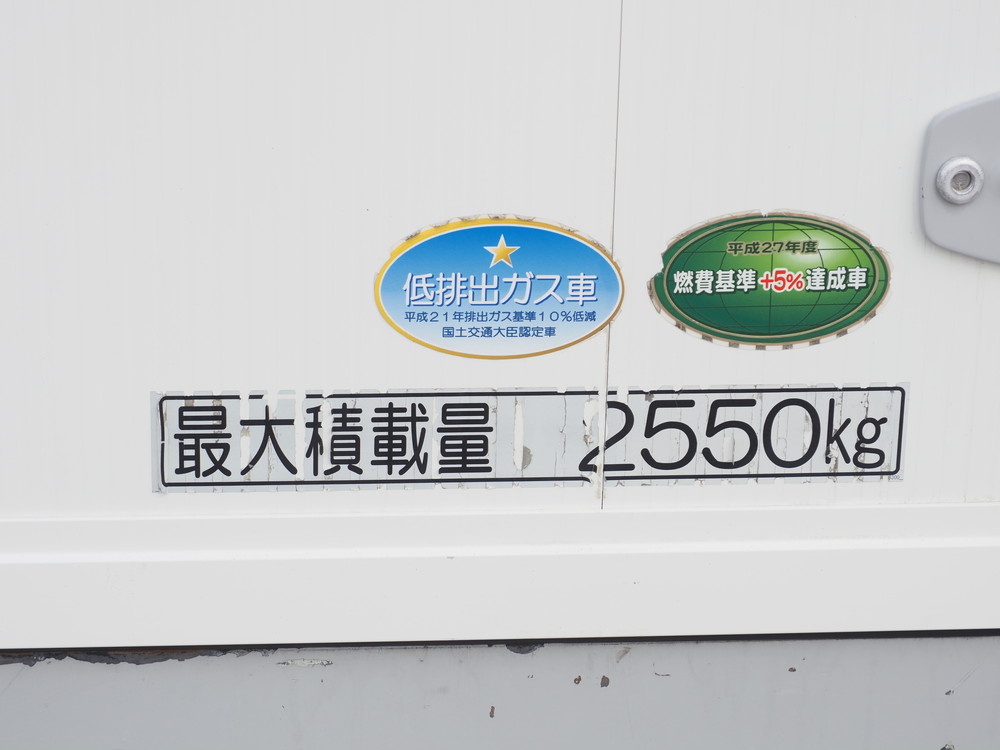 低排出ガス車
平成21年排出ガス基準10%低減
国土交通大臣認定車
平成27年度
燃費基準+5%達成車
最大積載量 2550kg